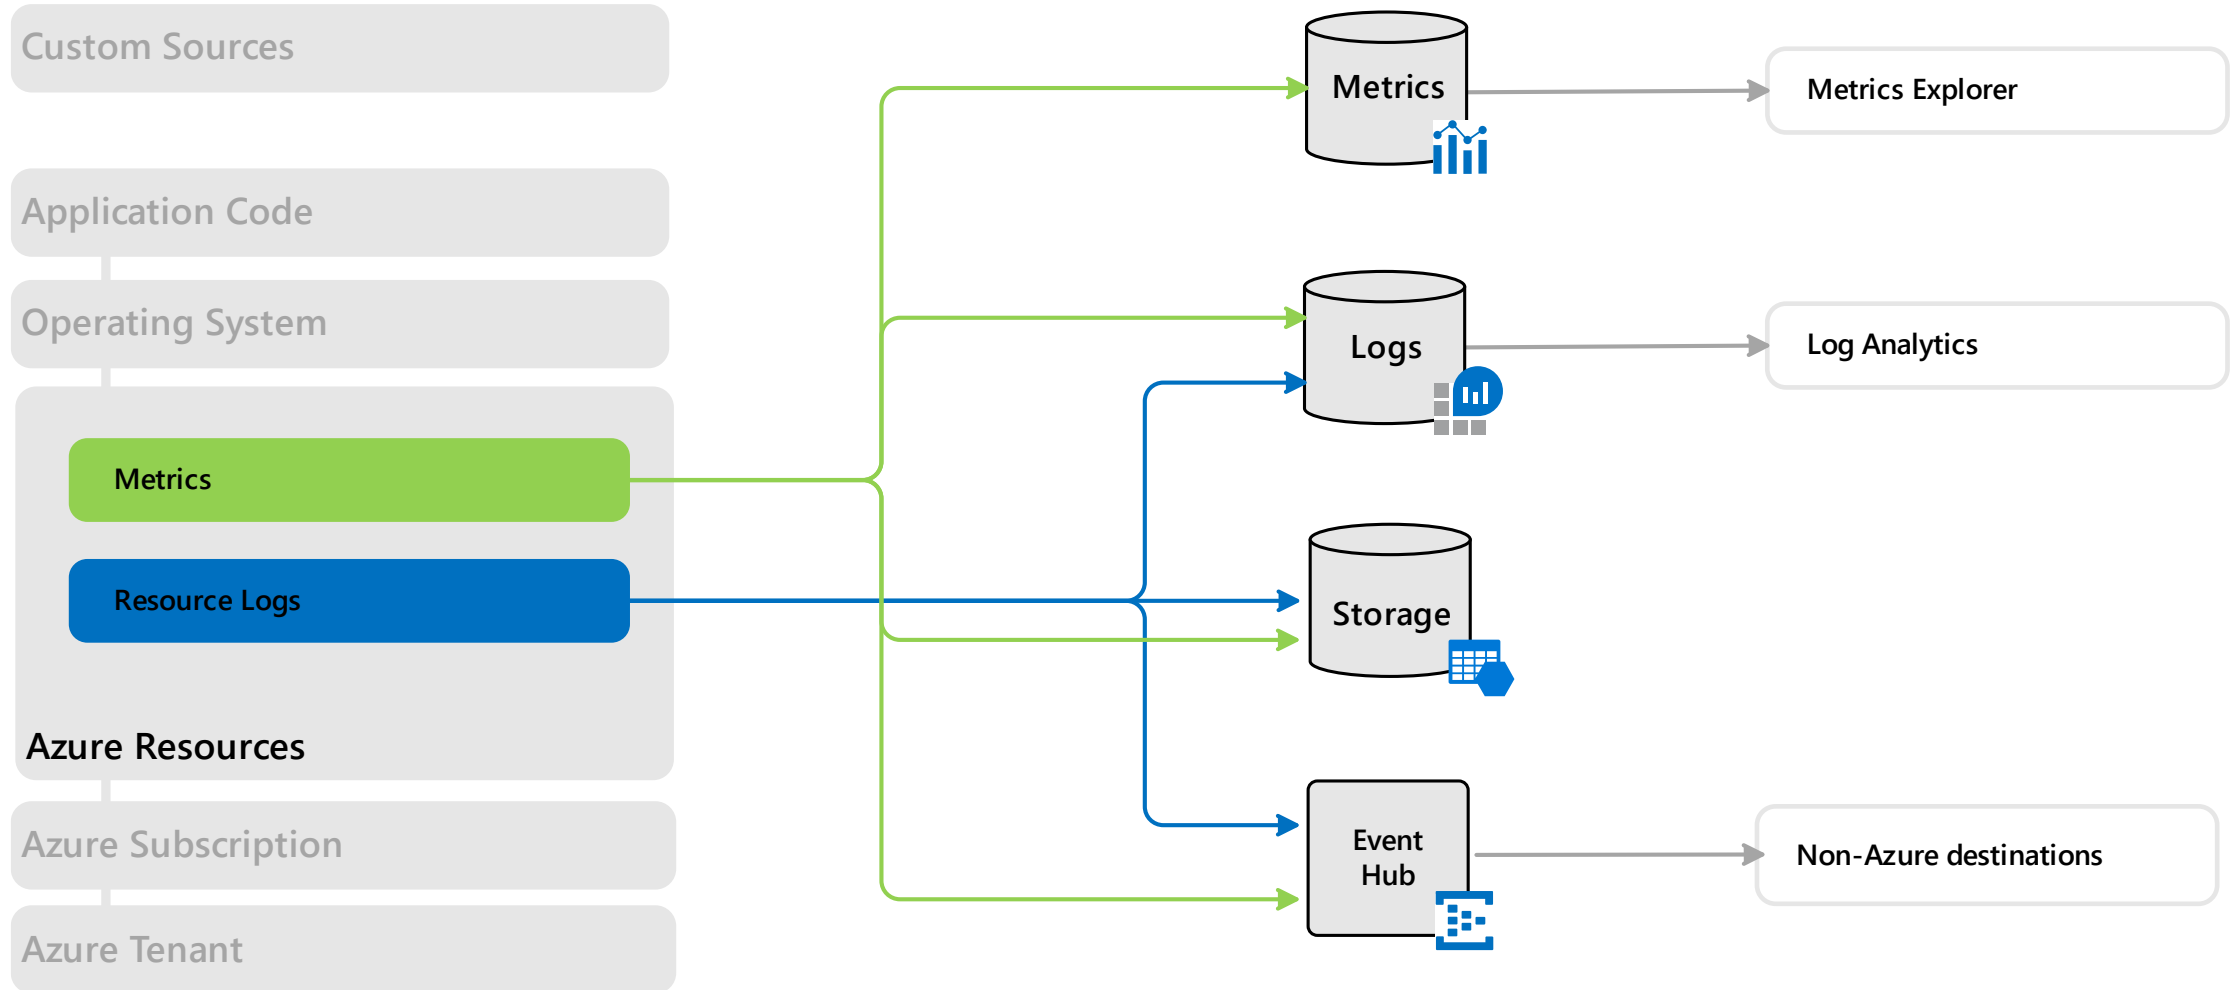 Custom Sources
Application Code
Operating System
Metrics
Resource Logs
Azure Resources
Azure Subscription
Azure Tenant
Metrics
Logs
Storage
Event
Hub
Metrics Explorer
Log Analytics
Non-Azure destinations